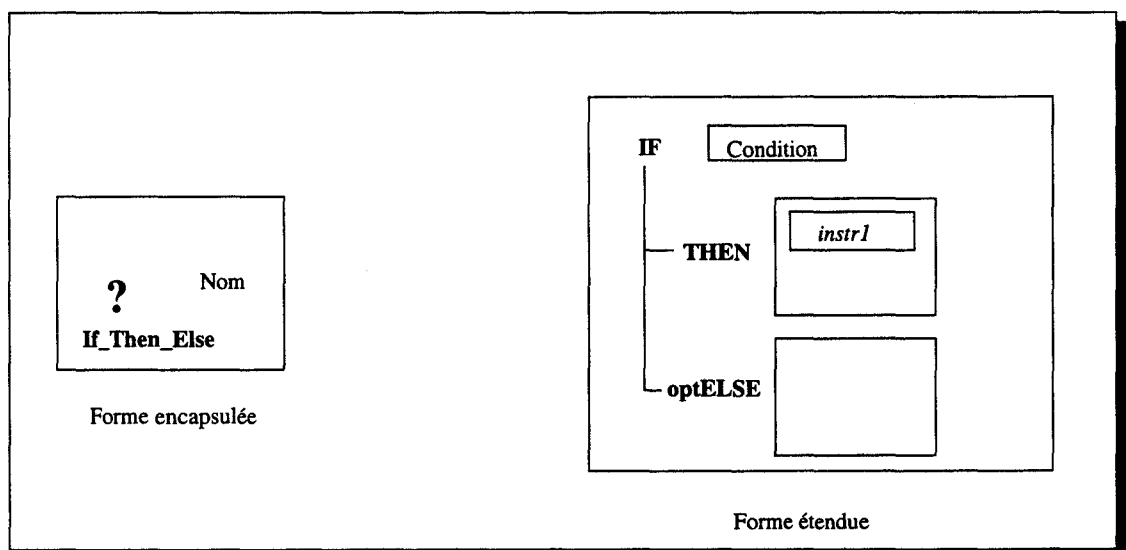 ?
Nom
If_Then_Else
Forme encapsulée
IF
Condition
THEN
instr1
optELSE
Forme étendue